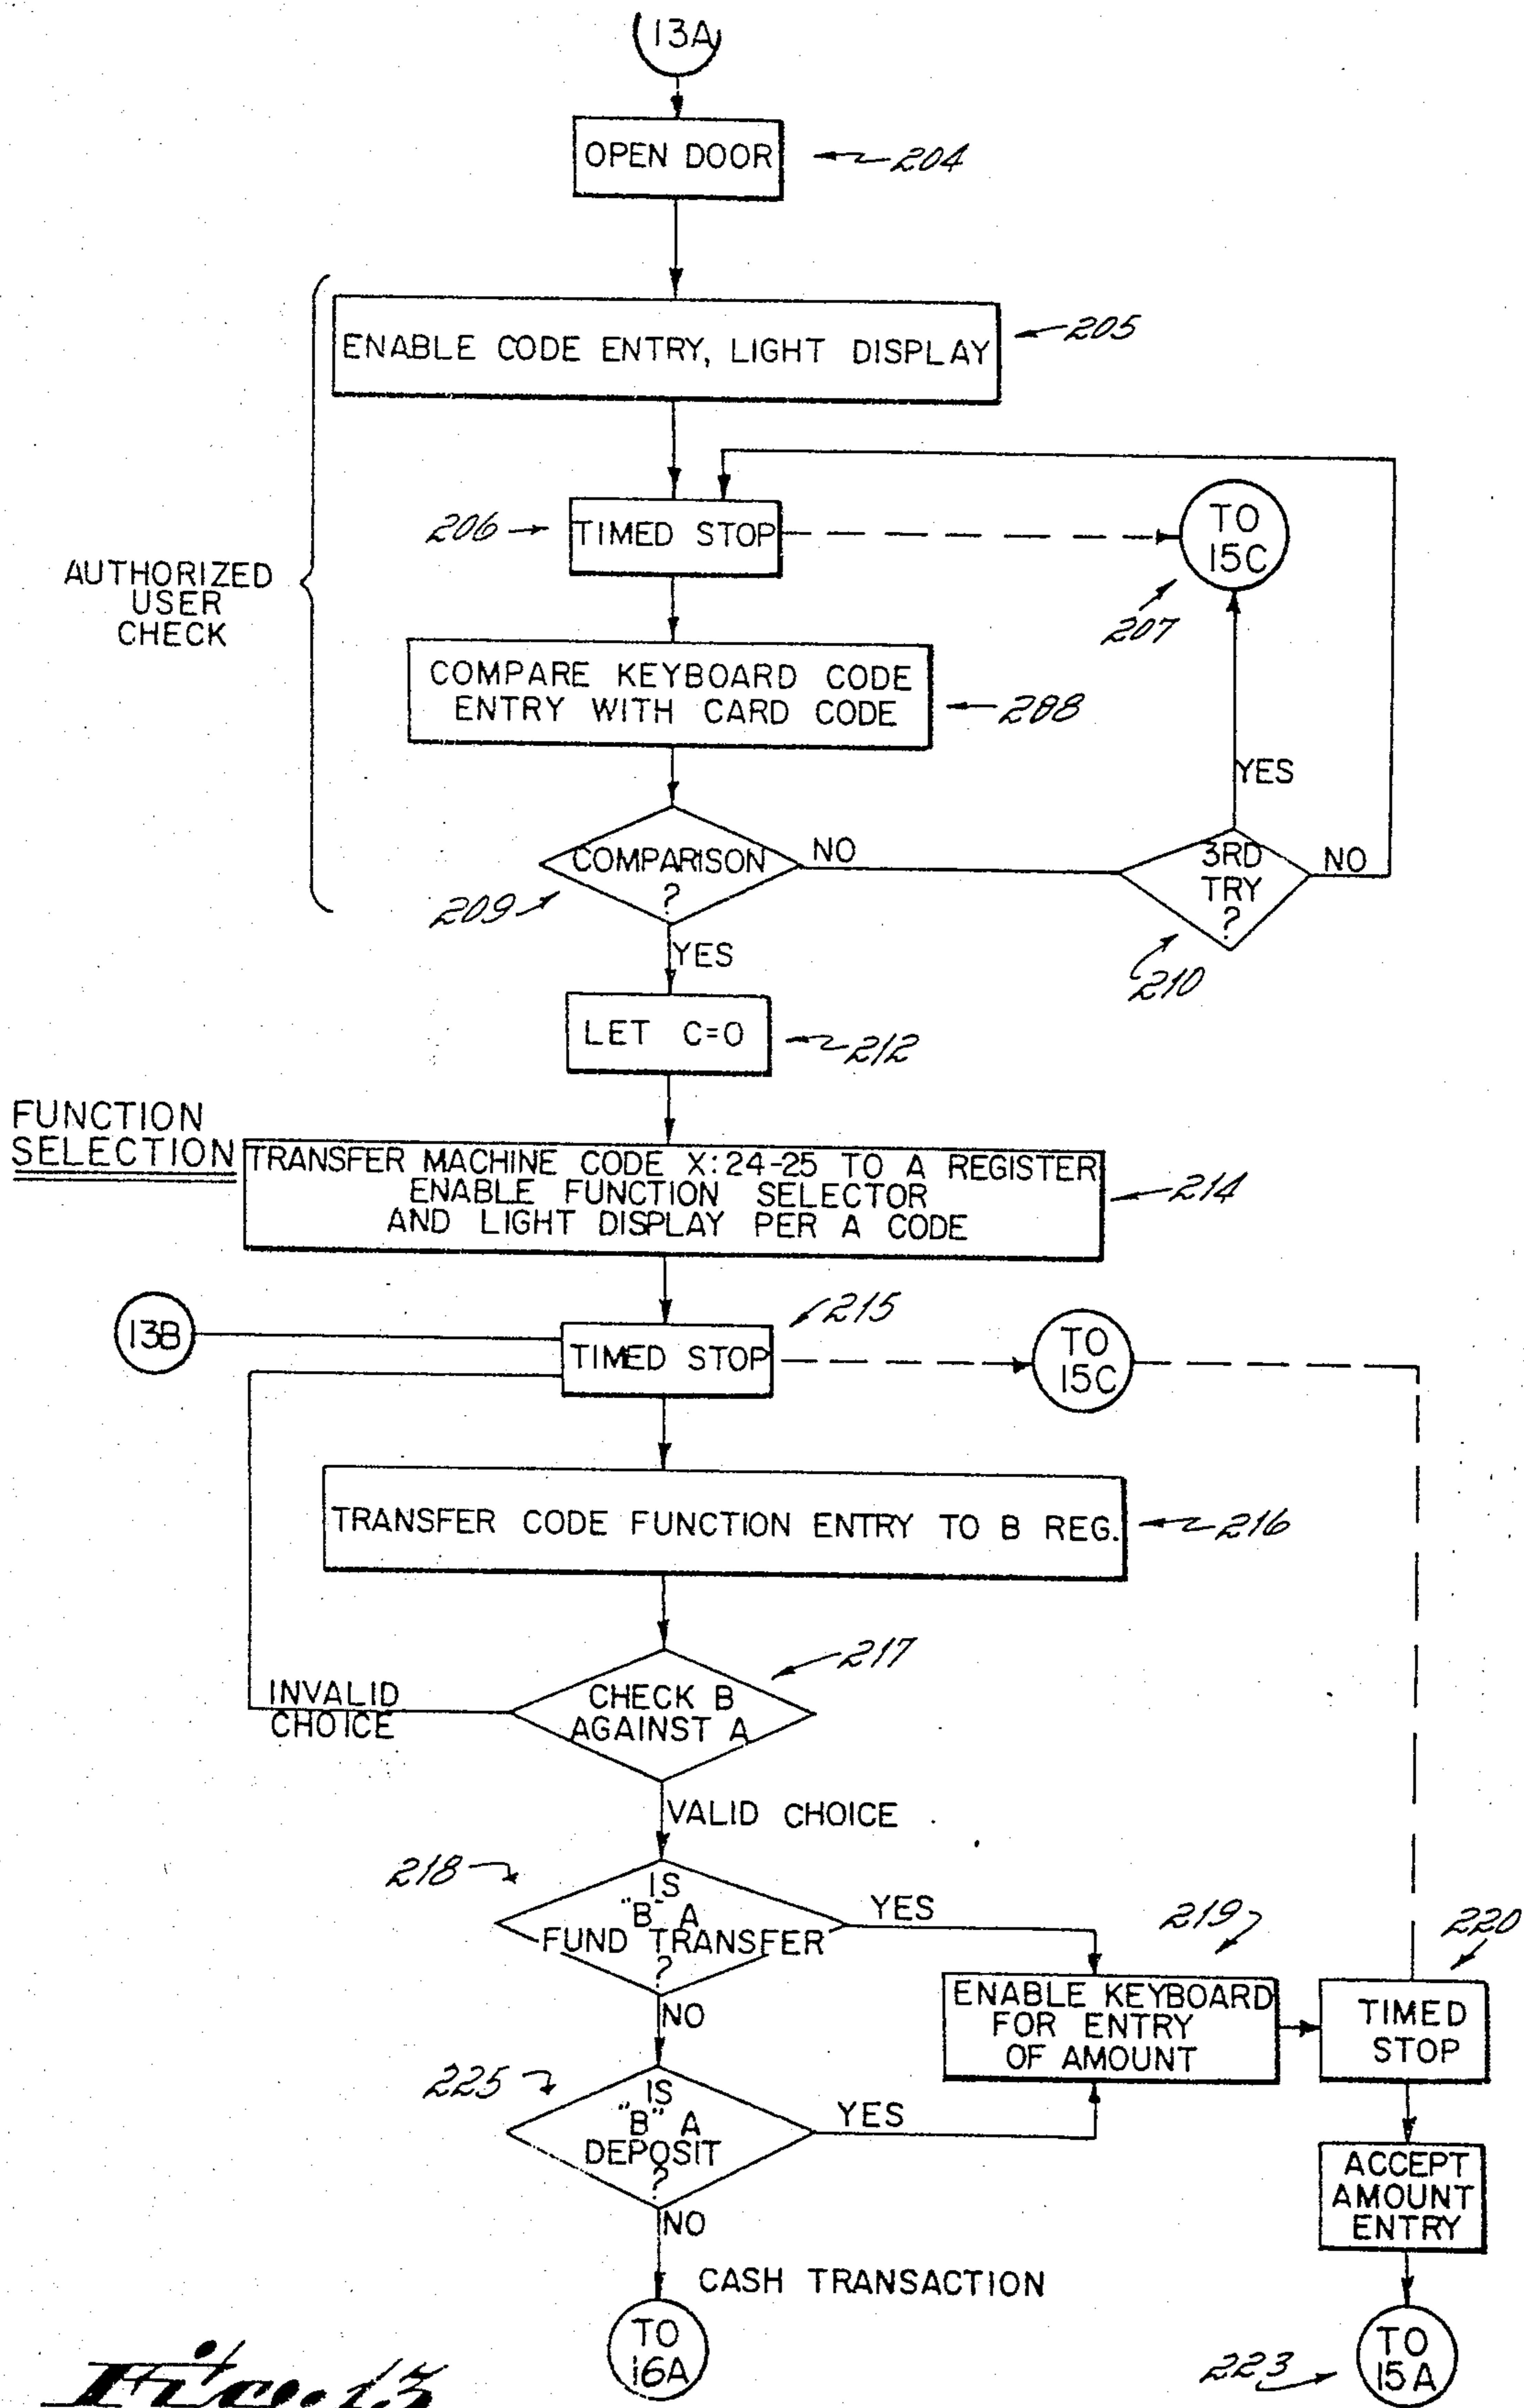 13A
OPEN DOOR
204
ENABLE CODE ENTRY, LIGHT DISPLAY
205
206
TIMED STOP
TO
15C
207
AUTHORIZED
USER
CHECK
COMPARE KEYBOARD CODE
ENTRY WITH CARD CODE
208
YES
COMPARISON
?
NO
3RD
TRY
?
NO
209
210
YES
LET C=0
212
FUNCTION
SELECTION
TRANSFER MACHINE CODE X:24-25 TO A REGISTER
ENABLE FUNCTION SELECTOR
AND LIGHT DISPLAY PER A CODE
214
13B
TIMED STOP
215
TO
15C
TRANSFER CODE FUNCTION ENTRY TO B REG.
216
217
CHECK B
AGAINST A
INVALID
CHOICE
VALID CHOICE
218
IS
"B" A
FUND TRANSFER
?
YES
219
220
NO
ENABLE KEYBOARD
FOR ENTRY
OF AMOUNT
TIMED
STOP
225
IS
"B" A
DEPOSIT
?
YES
NO
ACCEPT
AMOUNT
ENTRY
CASH TRANSACTION
TO
16A
223
TO
15A
Fig. 13